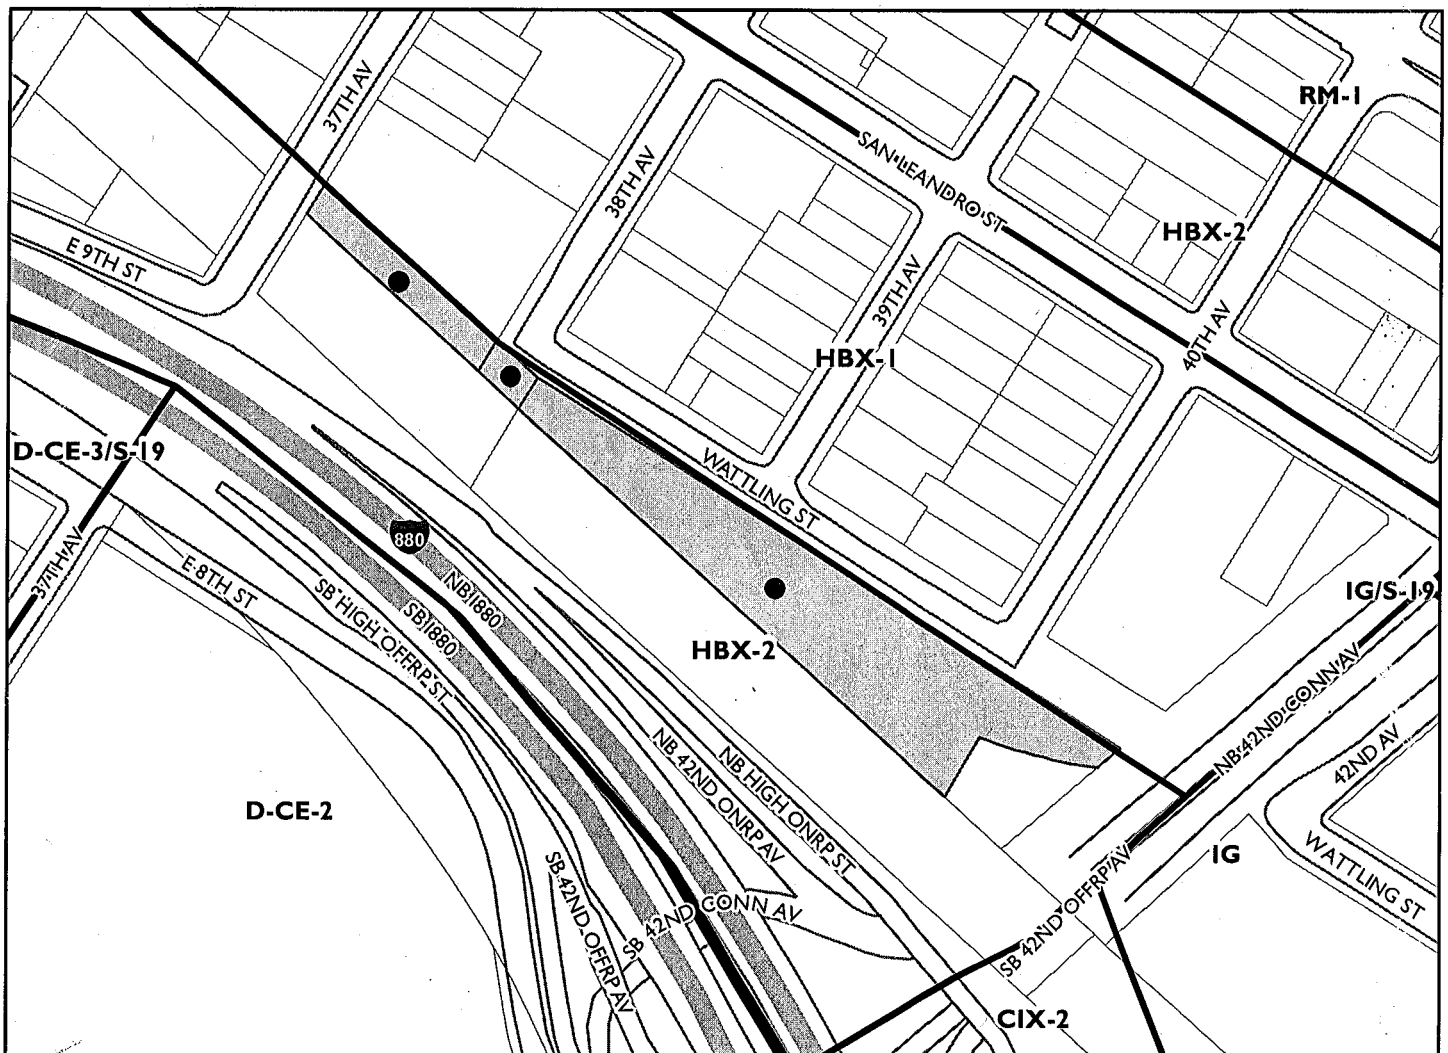 RM-1
37TH AV
SAN LEANDRO ST
38TH AV
HBX-2
E 9TH ST
39TH AV
40TH AV
HBX-1
D-CE-3/S-19
WATTLING ST
880
37TH AV
E 8TH ST
SB HIGH OFFRP ST
SB I880
NB I880
IG/S-19
HBX-2
NB 42ND CONN AV
42ND AV
NB 42ND ONRP AV
NB HIGH ONRP ST
D-CE-2
IG
WATTLING ST
SB 42ND OFFRP AV
SB 42ND CONN AV
SB 42ND OFFRP AV
CIX-2